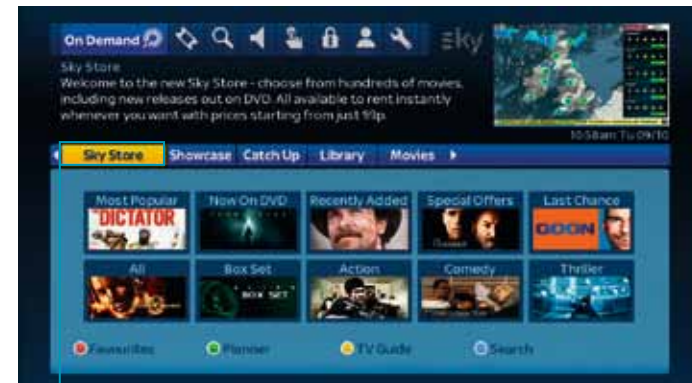 On Demand
sky
Sky Store
Welcome to the new Sky Store - choose from hundreds of movies,
including new releases out on DVD. All available to rent instantly
whenever you want with prices starting from just 99p.
10:58am Tu 09/10
Sky Store Showcase Catch Up Library Movies
Most Popular Now On DVD Recently Added Special Offers Last Chance
DICTATOR
GOON
All Box Set Action Comedy Thriller
BOX SET
Favourites Planner TV Guide Search